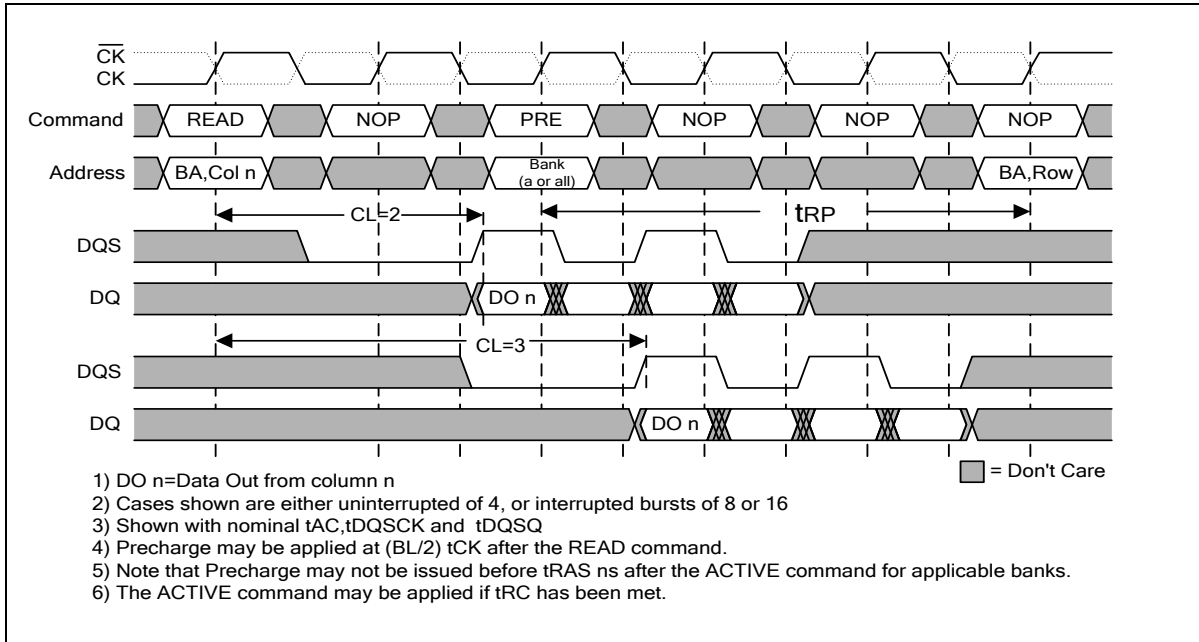 CK
CK
Command READ NOP PRE NOP NOP NOP
Address BA,Col n Bank (a or all) BA,Row
CL=2 tRP
DQS
DQ DO n
CL=3
DQS
DQ DO n
= Don't Care
1) DO n=Data Out from column n
2) Cases shown are either uninterrupted of 4, or interrupted bursts of 8 or 16
3) Shown with nominal tAC,tDQSCK and tDQSQ
4) Precharge may be applied at (BL/2) tCK after the READ command.
5) Note that Precharge may not be issued before tRAS ns after the ACTIVE command for applicable banks.
6) The ACTIVE command may be applied if tRC has been met.